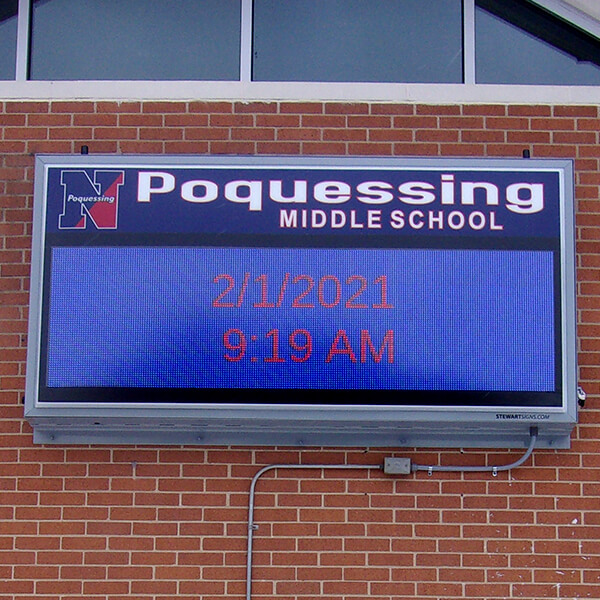 N
Poquessing
Poquessing
MIDDLE SCHOOL
2/1/2021
9:19 AM
STEWARTSIGNS.COM